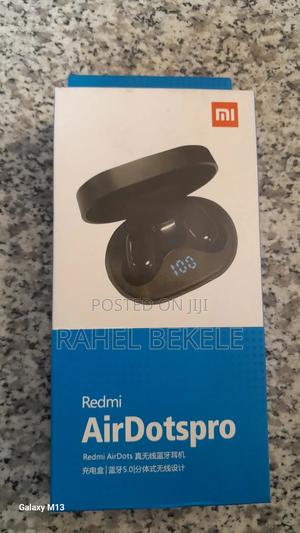 mi
100
POSTED ON JIJI
RAHEL BEKELE
Redmi
AirDotspro
Redmi AirDots 真无线蓝牙耳机
充电盒|蓝牙5.0|分体式无线设计
Galaxy M13